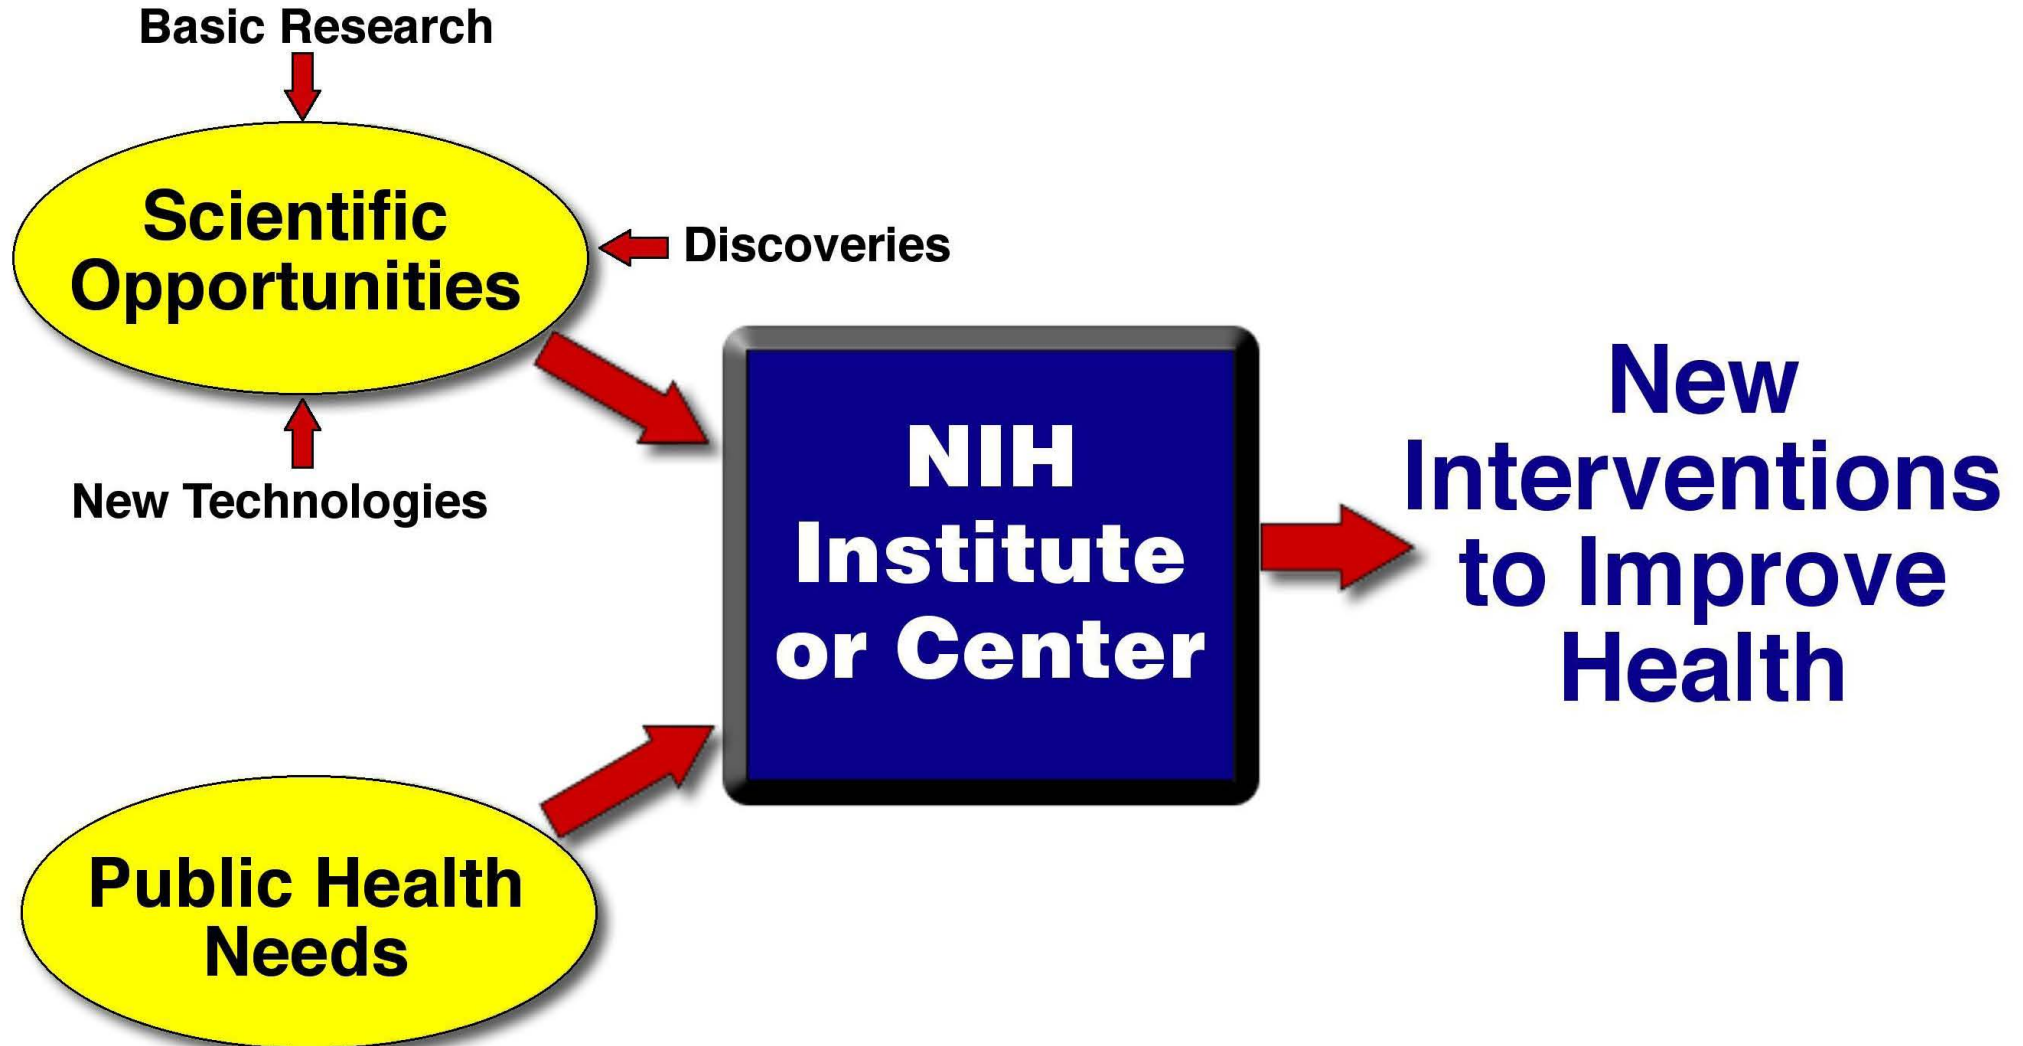 Basic Research
Scientific
Opportunities
Discoveries
New Technologies
NIH
Institute
or Center
New
Interventions
to Improve
Health
Public Health
Needs